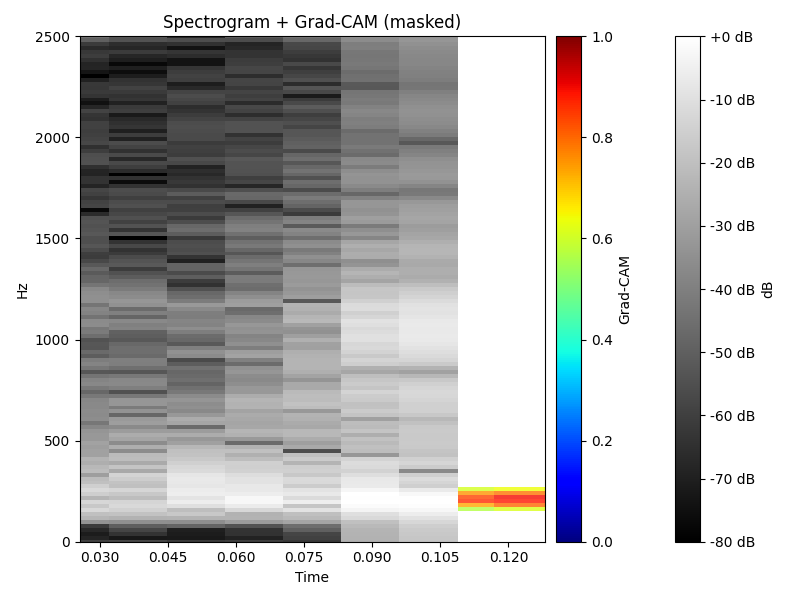 Spectrogram + Grad-CAM (masked)
2500
2000
1500
1000
500
0
Hz
0.030 0.045 0.060 0.075 0.090 0.105 0.120
Time
1.0
0.8
0.6
0.4
0.2
0.0
Grad-CAM
+0 dB
-10 dB
-20 dB
-30 dB
-40 dB
-50 dB
-60 dB
-70 dB
-80 dB
dB